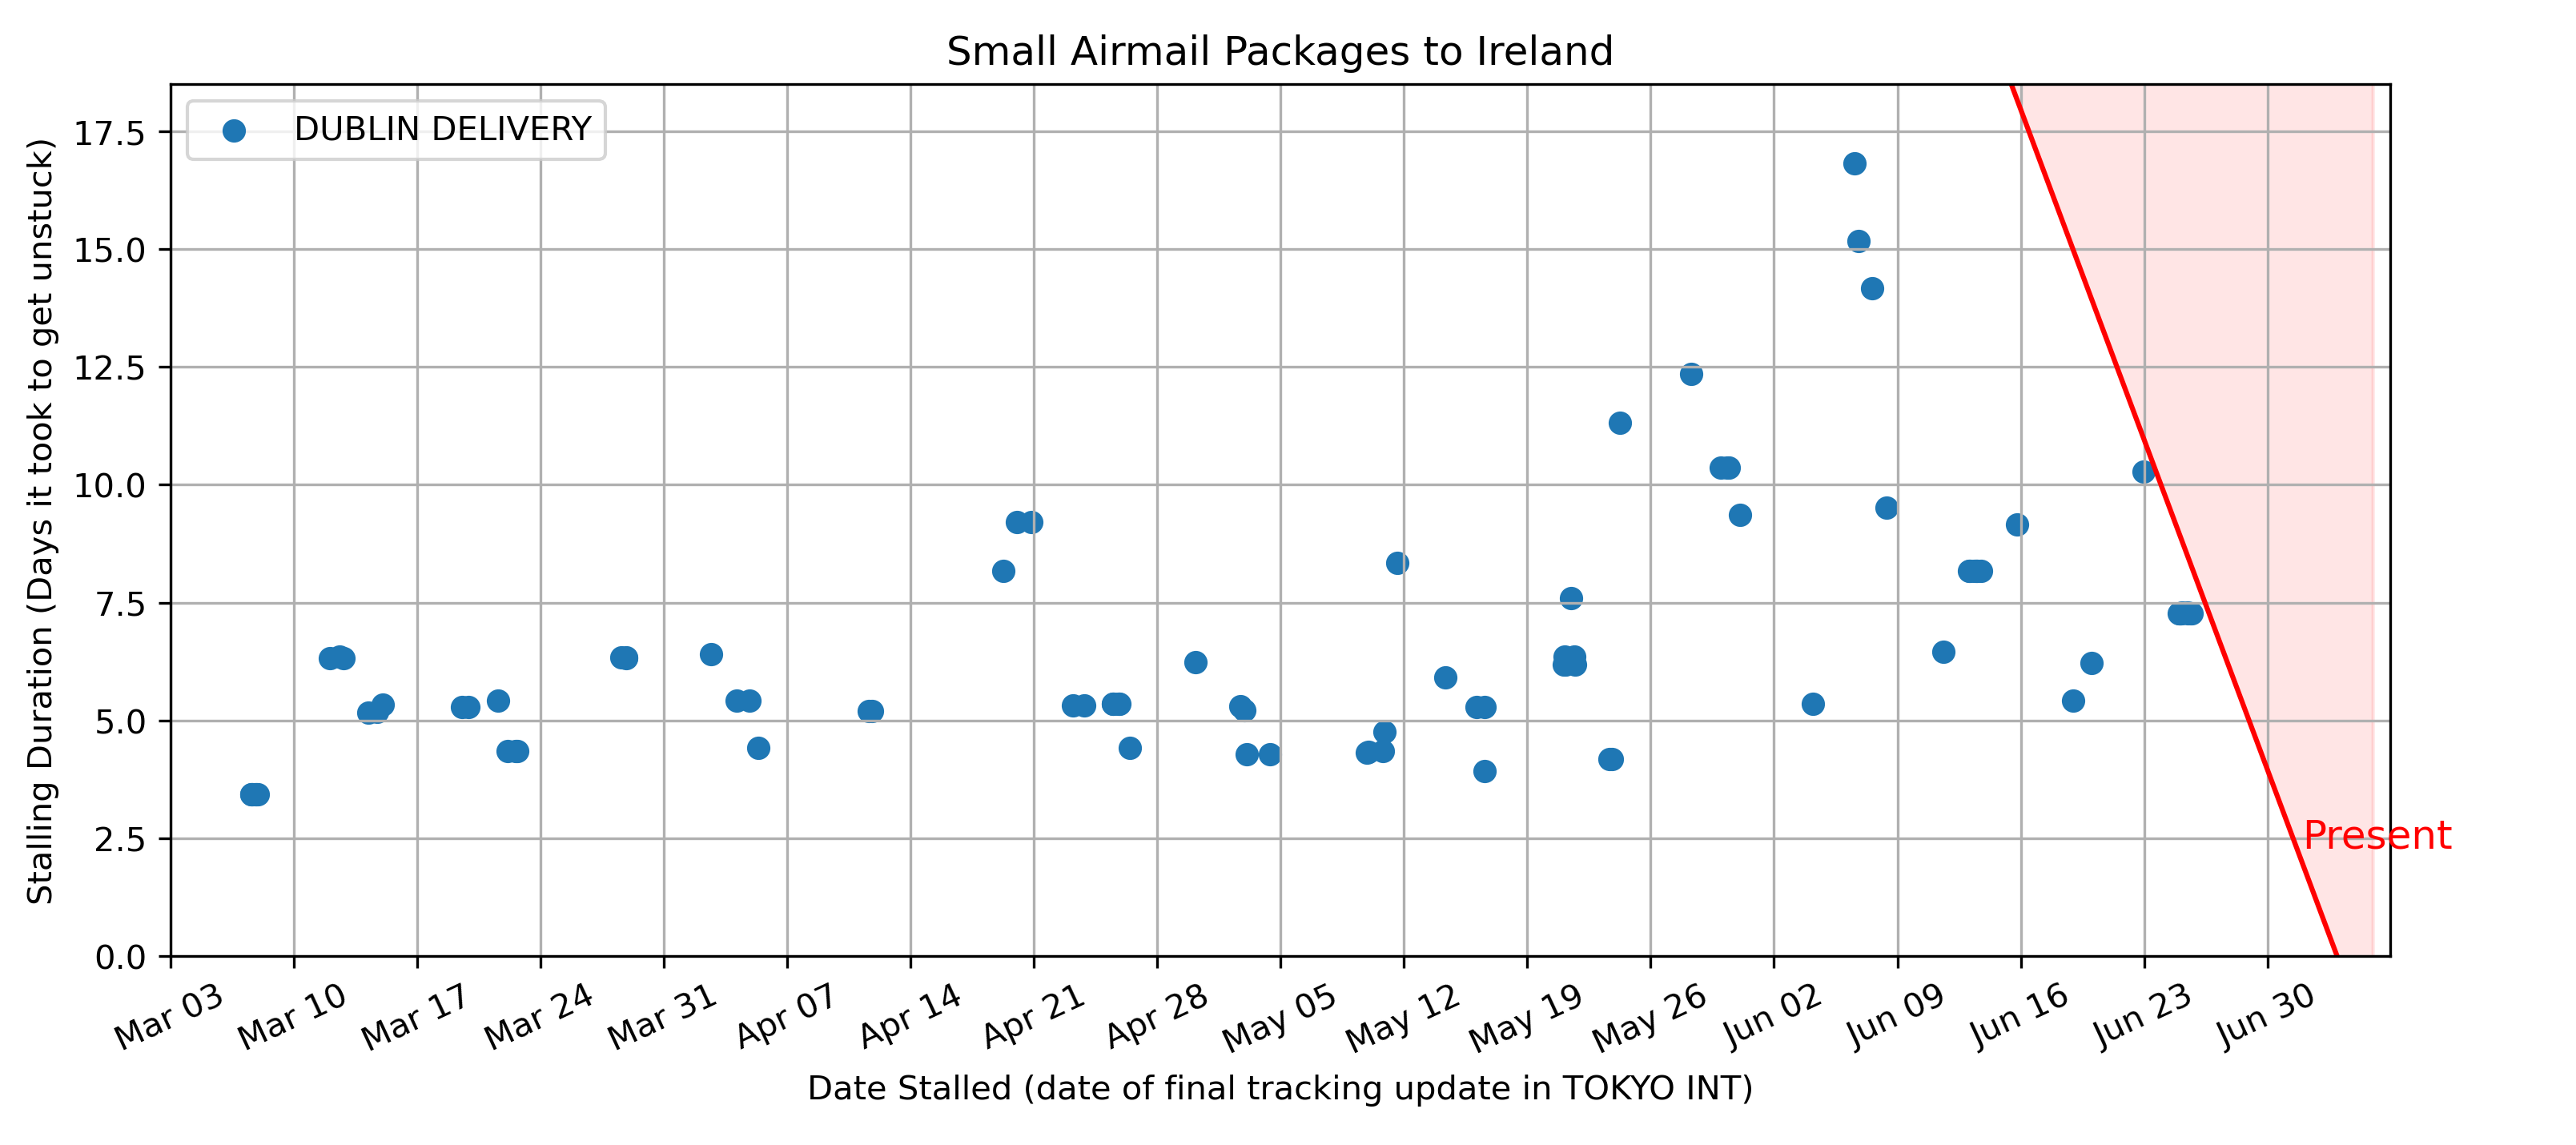 Small Airmail Packages to Ireland
DUBLIN DELIVERY
Stalling Duration (Days it took to get unstuck)
17.5
15.0
12.5
10.0
7.5
5.0
2.5
0.0
Present
Mar 03
Mar 10
Mar 17
Mar 24
Mar 31
Apr 07
Apr 14
Apr 21
Apr 28
May 05
May 12
May 19
May 26
Jun 02
Jun 09
Jun 16
Jun 23
Jun 30
Date Stalled (date of final tracking update in TOKYO INT)